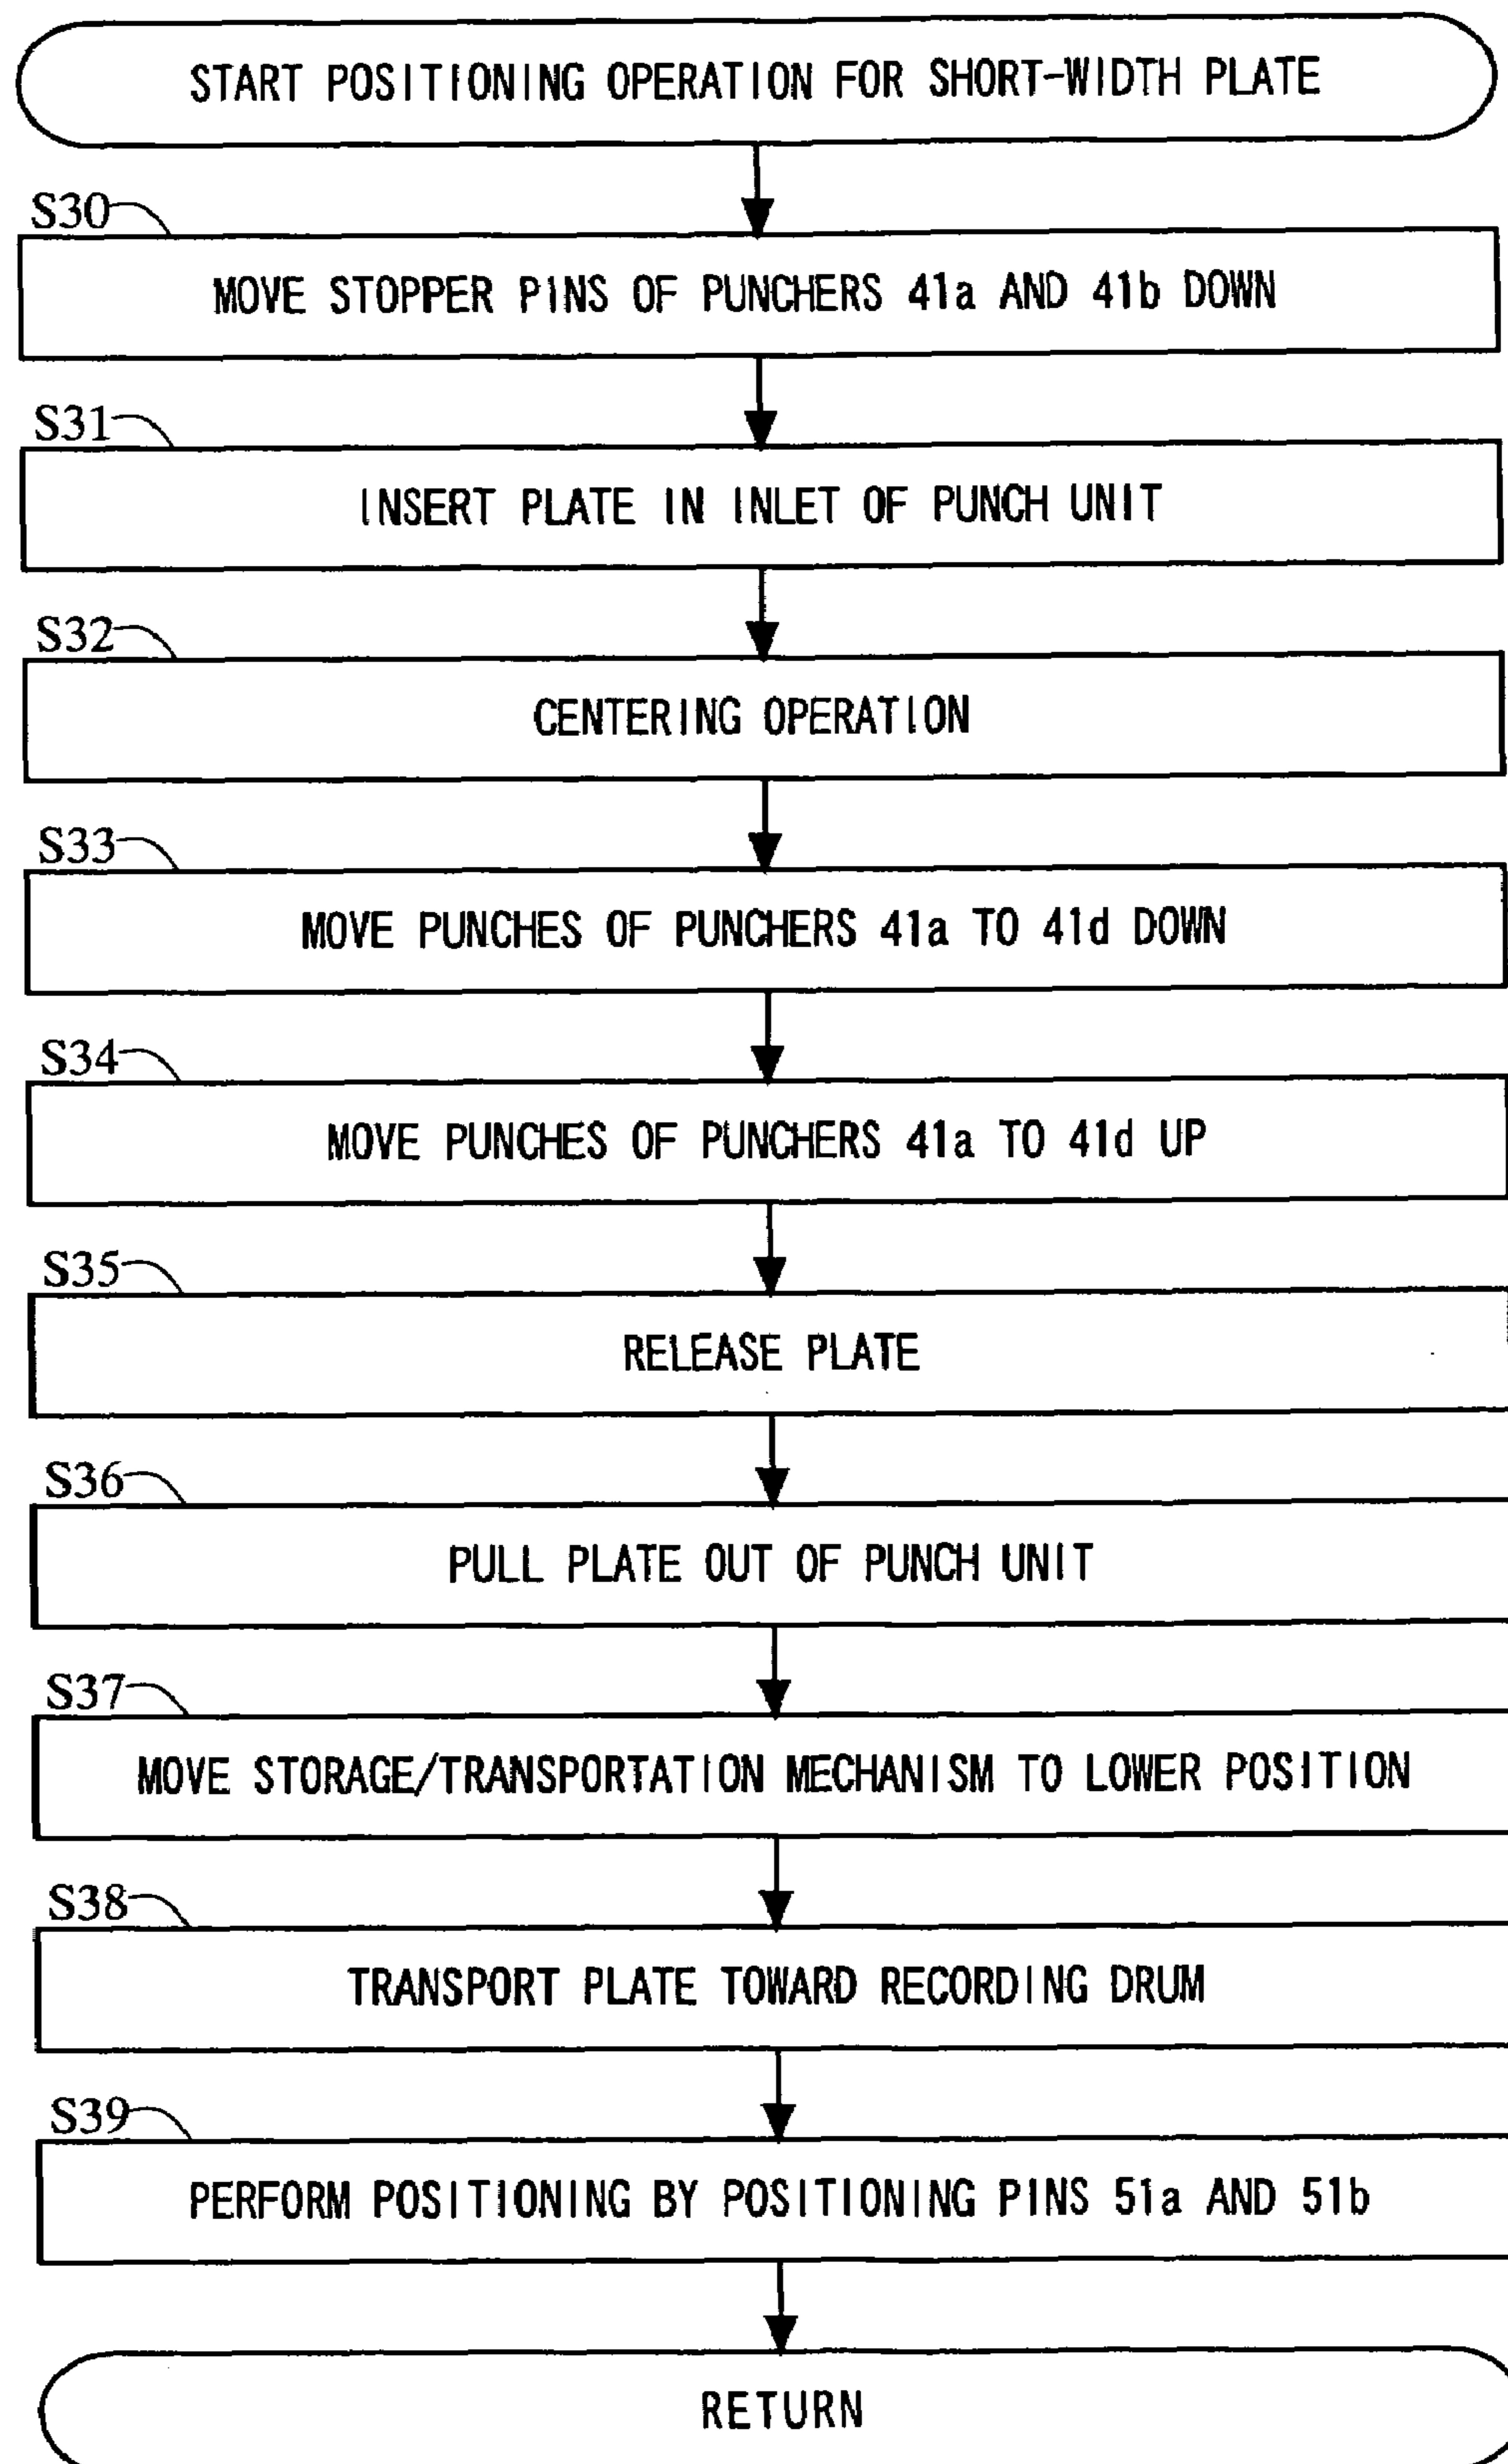 START POSITIONING OPERATION FOR SHORT-WIDTH PLATE
S30
MOVE STOPPER PINS OF PUNCHERS 41a AND 41b DOWN
S31
INSERT PLATE IN INLET OF PUNCH UNIT
S32
CENTERING OPERATION
S33
MOVE PUNCHES OF PUNCHERS 41a TO 41d DOWN
S34
MOVE PUNCHES OF PUNCHERS 41a TO 41d UP
S35
RELEASE PLATE
S36
PULL PLATE OUT OF PUNCH UNIT
S37
MOVE STORAGE/TRANSPORTATION MECHANISM TO LOWER POSITION
S38
TRANSPORT PLATE TOWARD RECORDING DRUM
S39
PERFORM POSITIONING BY POSITIONING PINS 51a AND 51b
RETURN